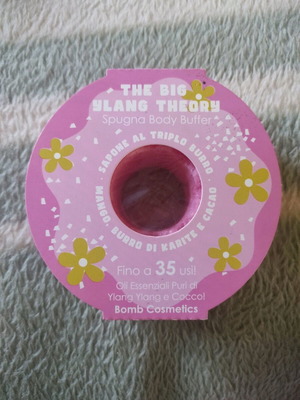 THE BIG
YLANG THEORY
Spugna Body Buffer
SAPONE AL TRIPLO BURRO
MANGO, BURRO DI KARITE E CACAO
Fino a 35 usi!
Oli Essenziali Puri di
Ylang Ylang e Cocco!
Bomb Cosmetics